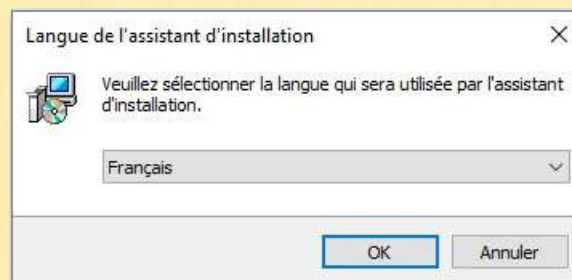 Langue de l'assistant d'installation
Veuillez sélectionner la langue qui sera utilisée par l'assistant
d'installation.
Français
OK
Annuler